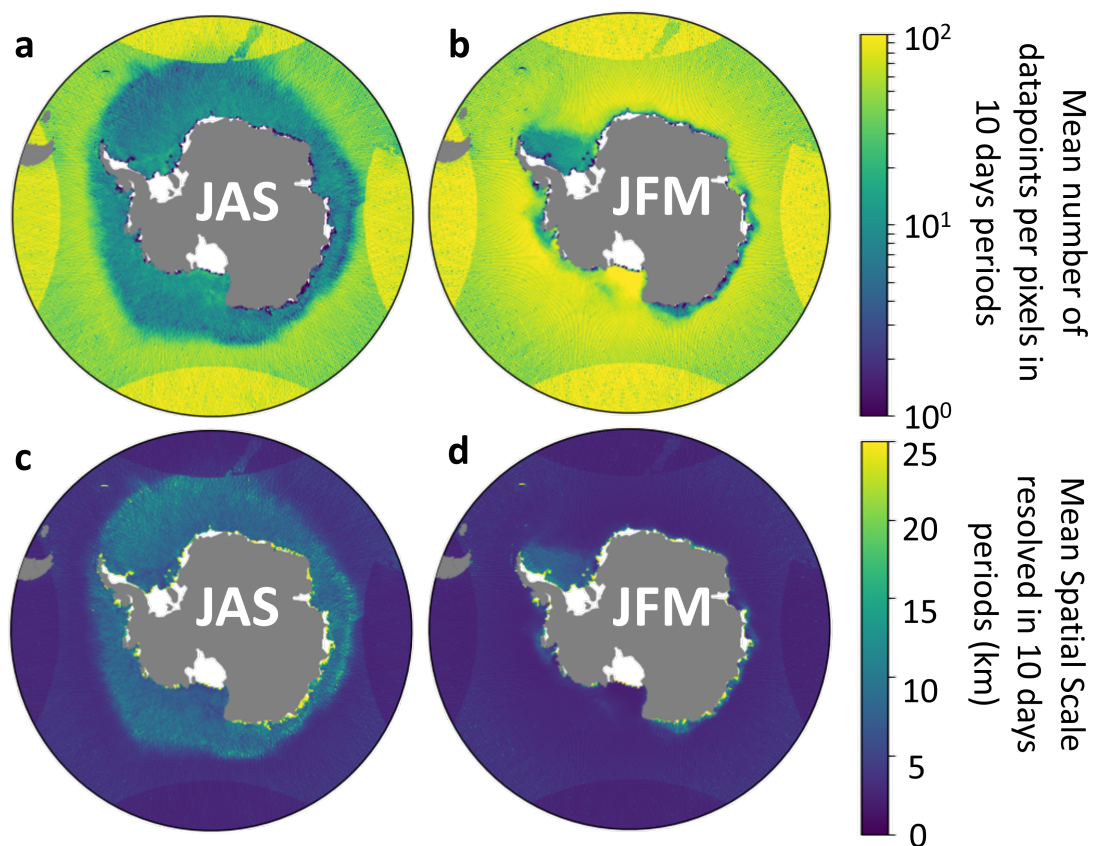 a
b
JAS
JFM
10²
10¹
10⁰
Mean number of
datapoints per pixels in
10 days periods
c
d
JAS
JFM
25
20
15
10
5
0
Mean Spatial Scale
resolved in 10 days
periods (km)